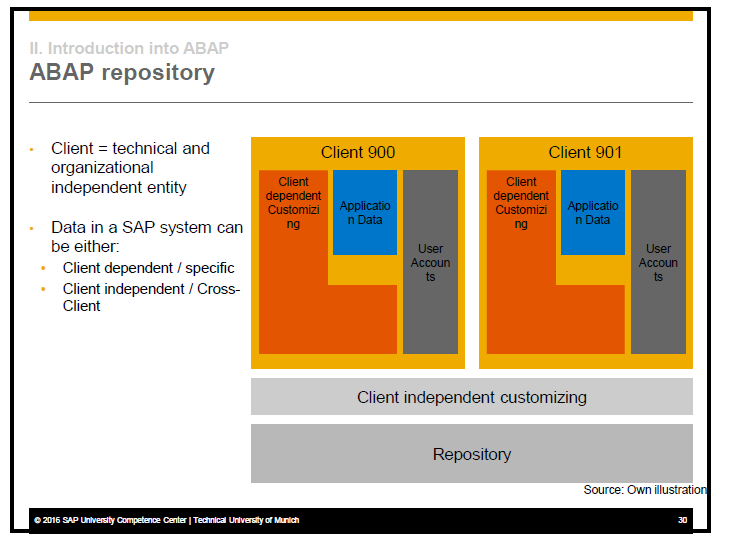 II. Introduction into ABAP
ABAP repository
• Client = technical and
organizational
independent entity
• Data in a SAP system can
be either:
• Client dependent / specific
• Client independent / Cross-
Client
Client 900
Client
dependent
Customizi
ng
Applicatio
n Data
User
Accoun
ts
Client 901
Client
dependent
Customizi
ng
Applicatio
n Data
User
Accoun
ts
Client independent customizing
Repository
Source: Own illustration
© 2016 SAP University Competence Center | Technical University of Munich
30